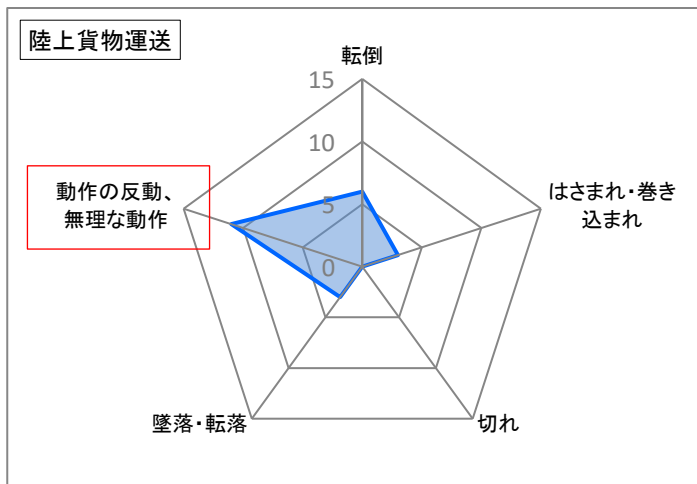 陸上貨物運送
転倒
15
10
5
0
はさまれ・巻き
込まれ
切れ
墜落・転落
動作の反動、
無理な動作